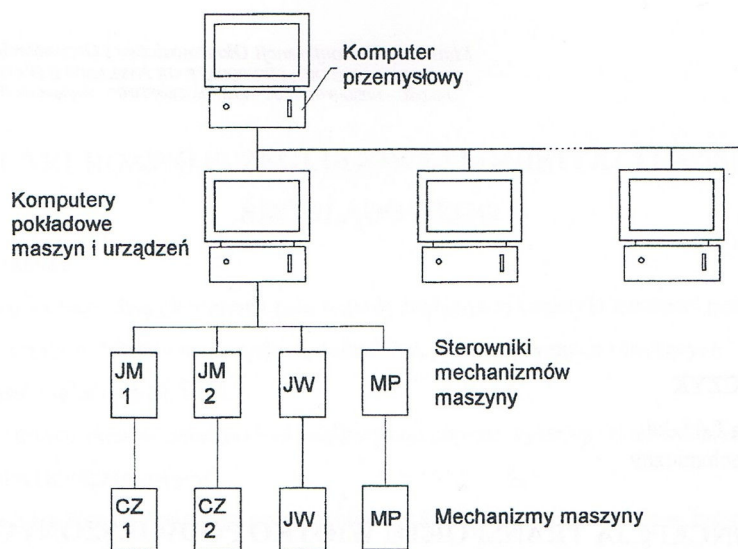 Komputer
przemysłowy
Komputery
pokładowe
maszyn i urządzeń
JM
1
JM
2
JW
MP
Sterowniki
mechanizmów
maszyny
CZ
1
CZ
2
JW
MP
Mechanizmy maszyny